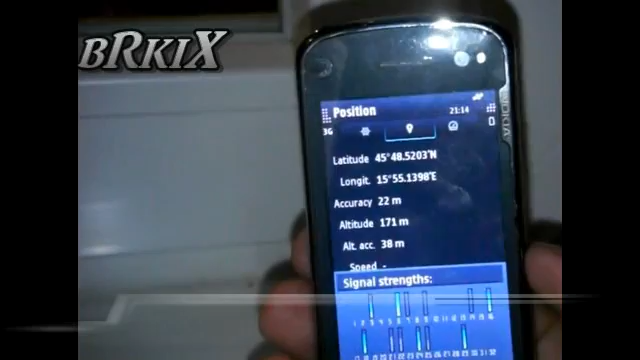 bRKIX
Position
21:14
3G
NOKIA
Latitude 45°48.5203'N
Longit. 15°55.1398'E
Accuracy 22 m
Altitude 171 m
Alt. acc. 38 m
Speed -
Signal strengths: